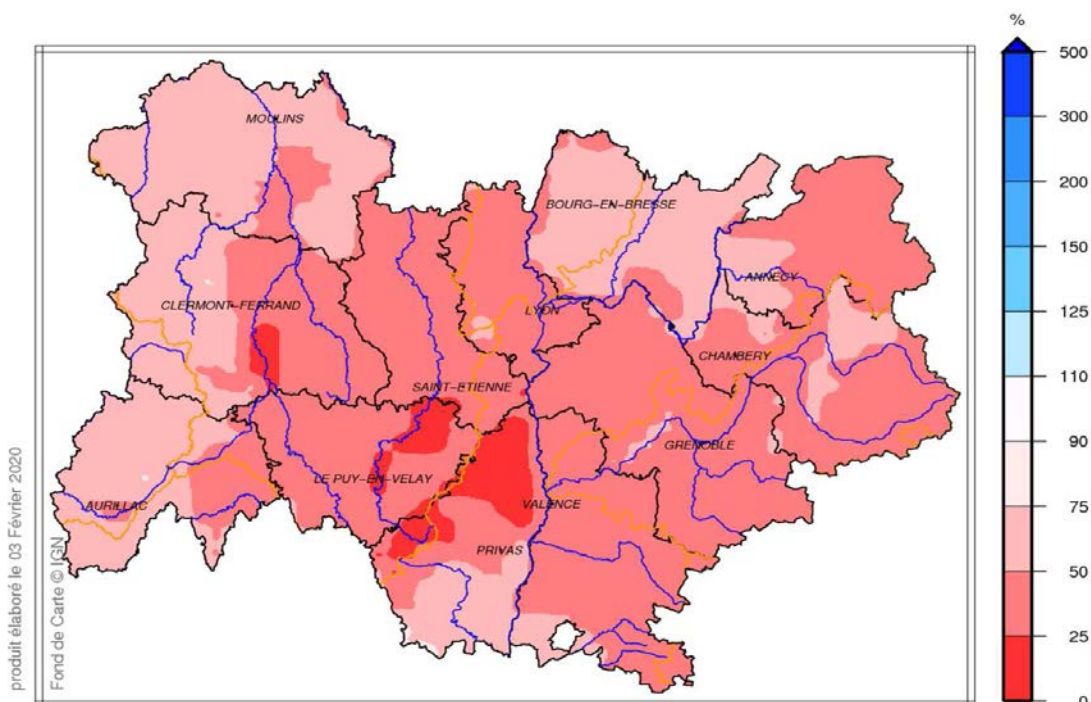 %
500
300
200
150
125
110
90
75
50
25
0
MOULINS
BOURG-EN-BRESSE
ANNECY
CLERMONT-FERRAND
LYON
CHAMBERY
SAINT-ETIENNE
GRENOBLE
LE PUY-EN-VELAY
AURILLAC
VALENCE
PRIVAS
produit élaboré le 03 Février 2020
Fond de Carte © IGN